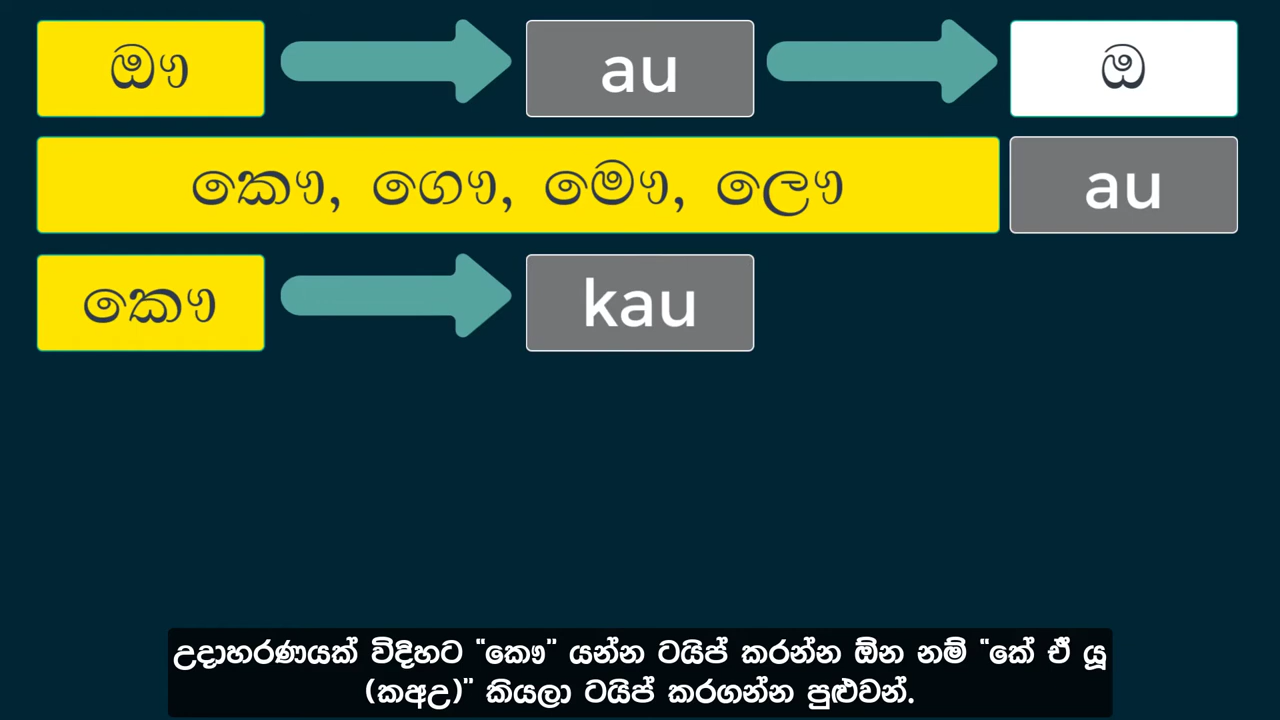 ඖ au ඔ
කෞ, ගෞ, මෞ, ලෞ au
කෞ kau
උදාහරණයක් විදිහට “කෞ” යන්න ටයිප් කරන්න ඕන නම් “කේ ඒ යූ
(කඅඋ)” කියලා ටයිප් කරගන්න පුළුවන්.